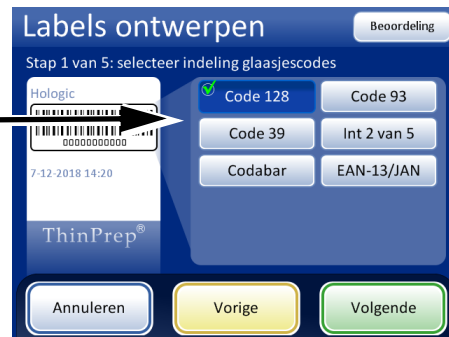 Labels ontwerpen
Beoordeling
Stap 1 van 5: selecteer indeling glaasjescodes
Hologic
00000000000
7-12-2018 14:20
ThinPrep®
Code 128
Code 93
Code 39
Int 2 van 5
Codabar
EAN-13/JAN
Annuleren
Vorige
Volgende